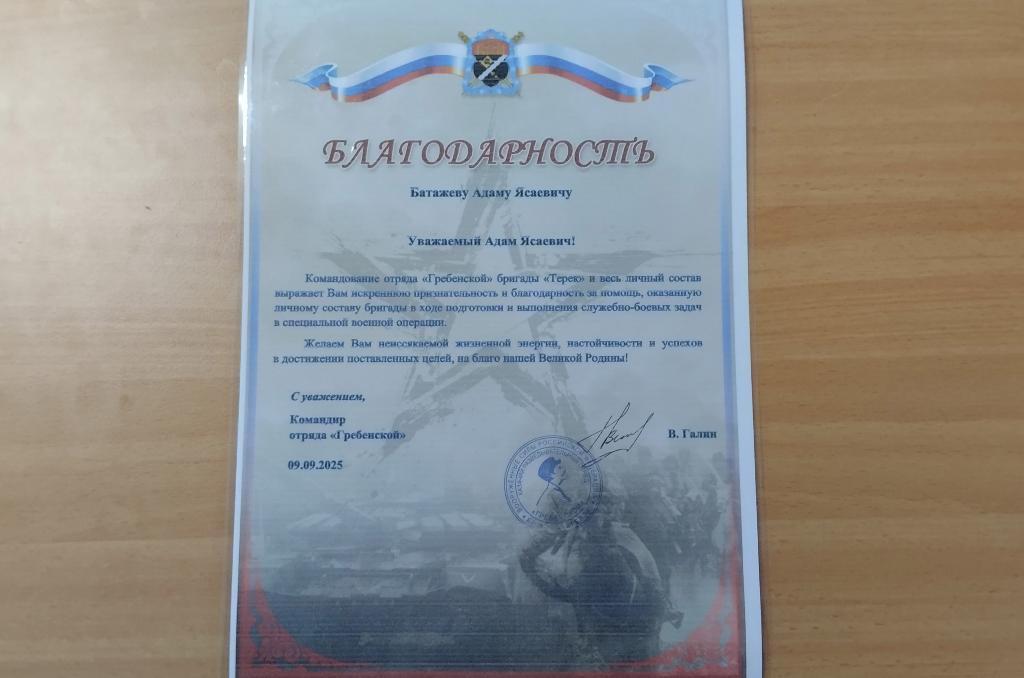 БЛАГОДАРНОСТЬ
Батажеву Адаму Ясаевичу
Уважаемый Адам Ясаевич!
Командование отряда «Гребенской» бригады «Терек» и весь личный состав
выражает Вам искреннюю признательность и благодарность за помощь, оказанную
личному составу бригады в ходе подготовки и выполнения служебно-боевых задач
в специальной военной операции.
Желаем Вам неиссякаемой жизненной энергии, настойчивости и успехов
в достижении поставленных целей, на благо нашей Великой Родины!
С уважением,
Командир
отряда «Гребенской»
В. Галин
09.09.2025
ВООРУЖЕННЫЕ СИЛЫ РОССИЙСКОЙ